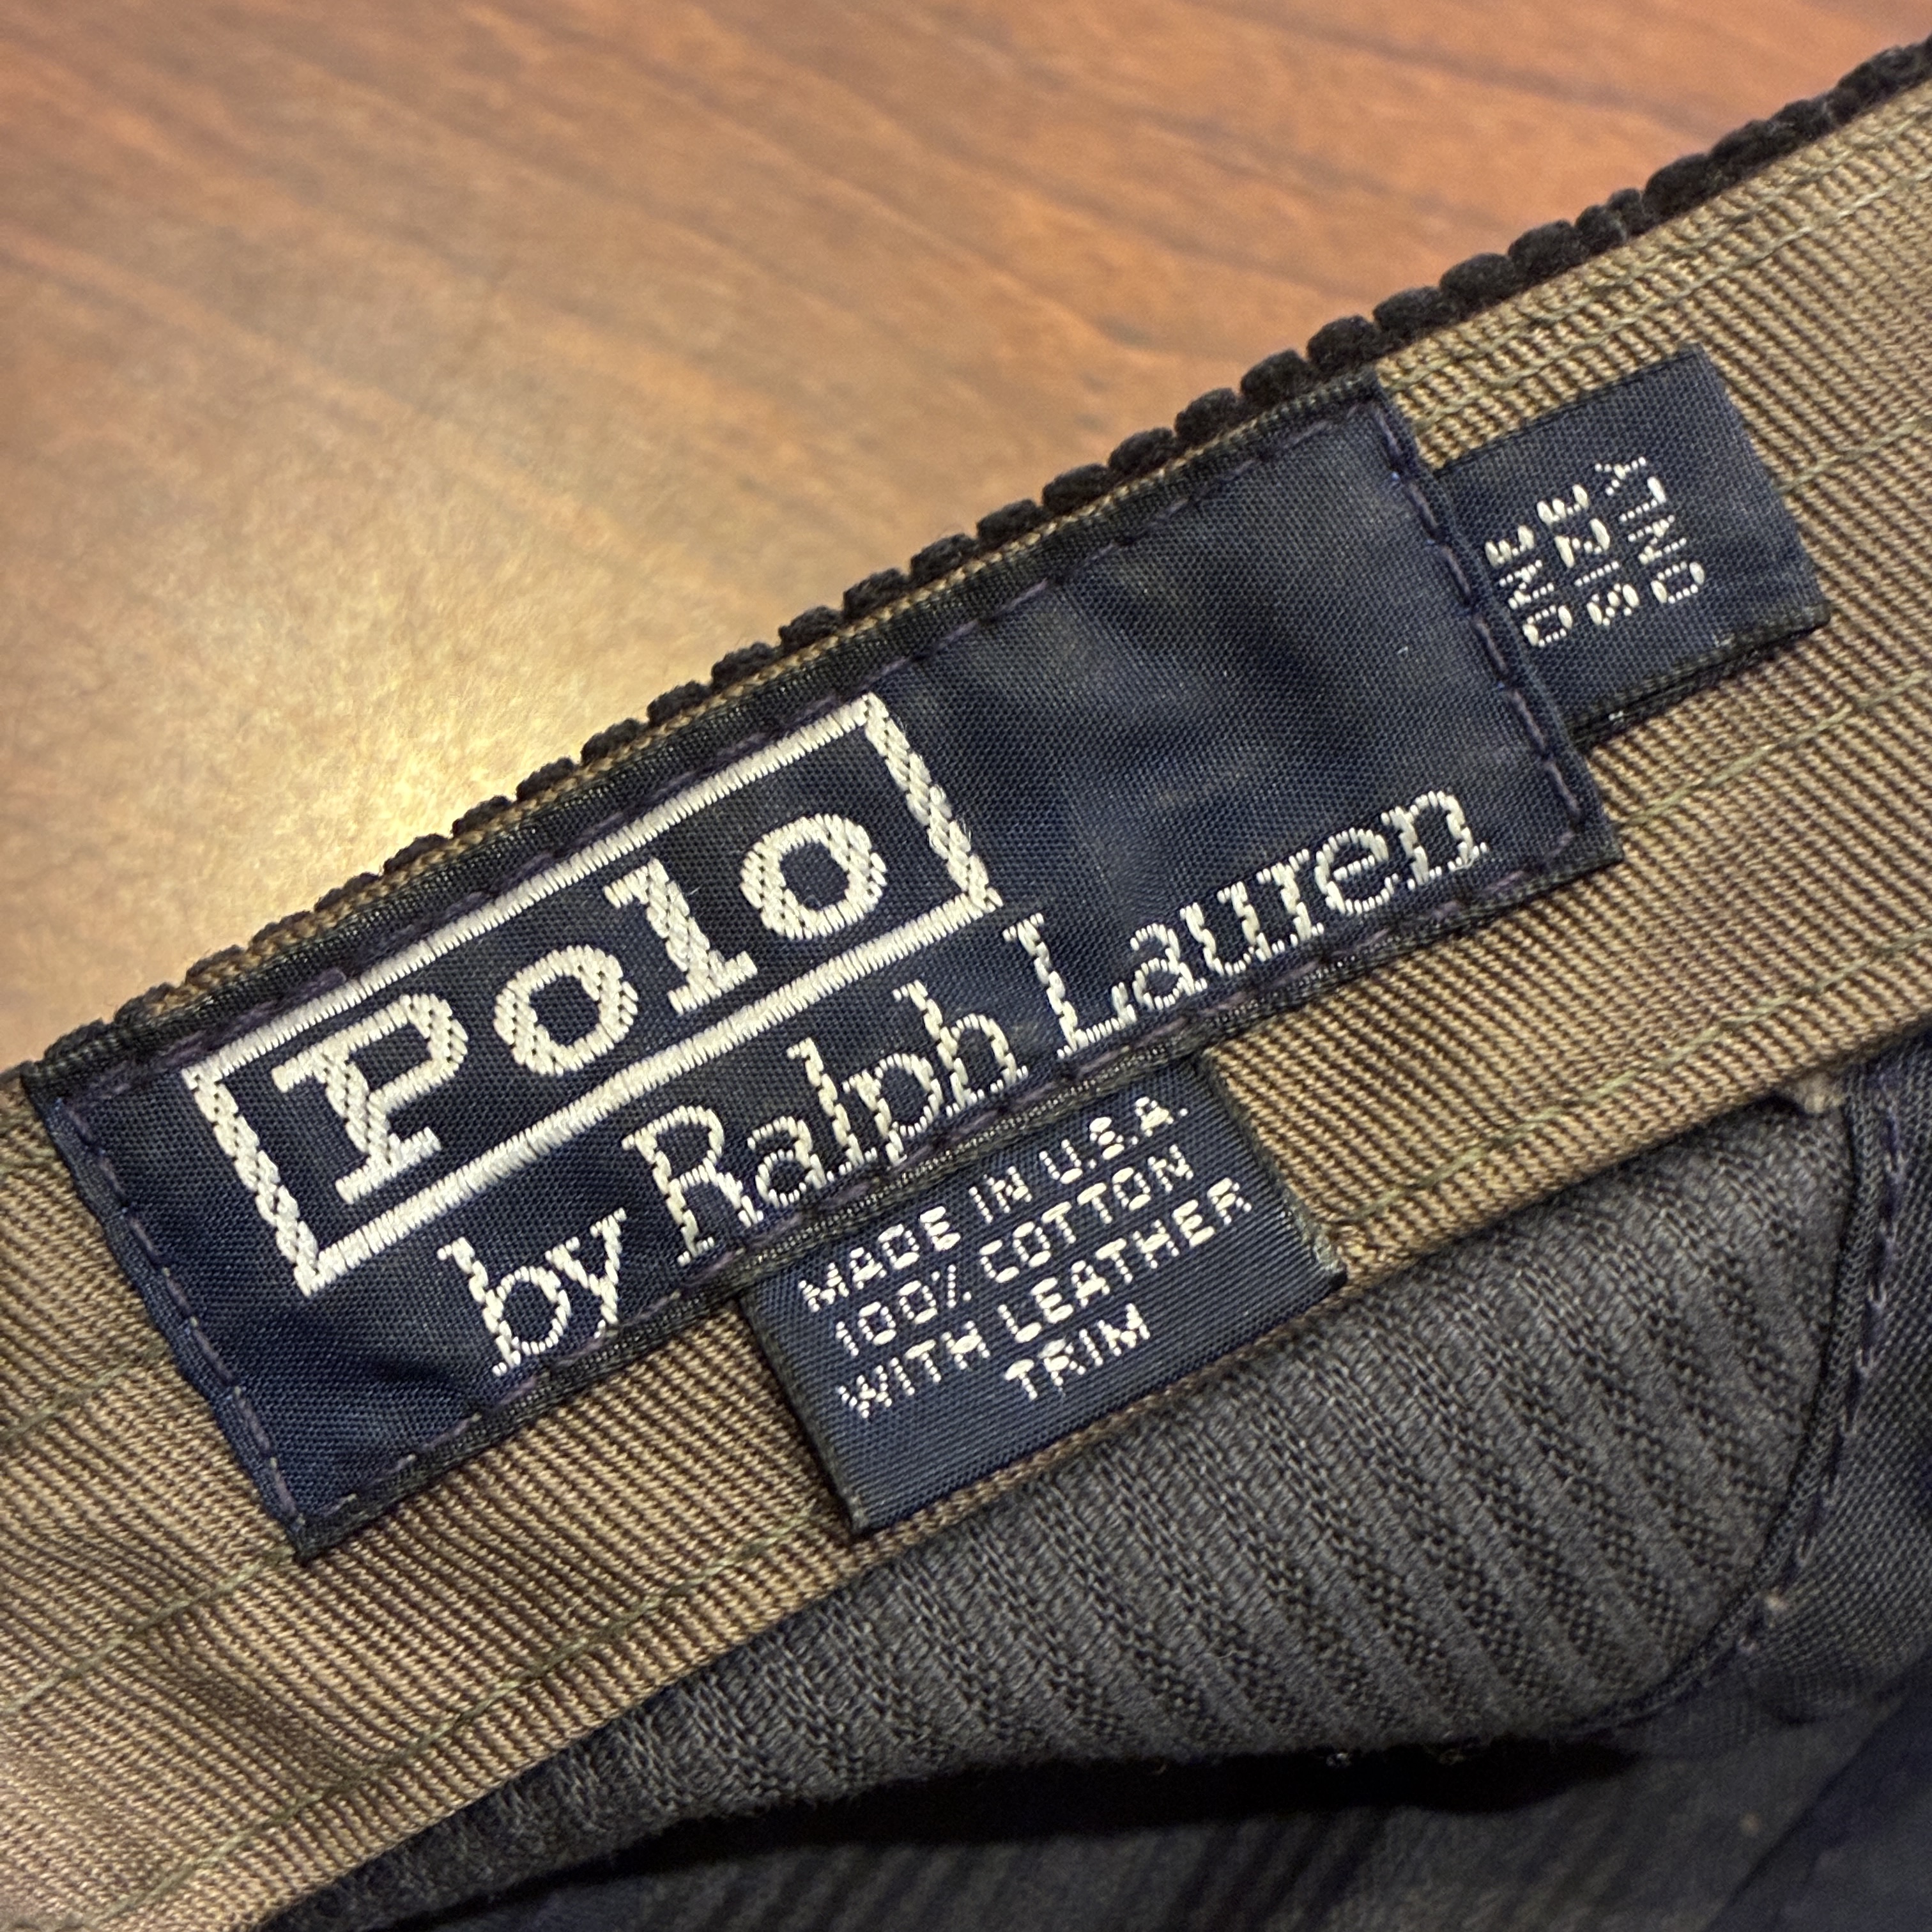 Polo
by Ralph Lauren
ONE
SIZE
ONLY
MADE IN U.S.A.
100% COTTON
WITH LEATHER
TRIM